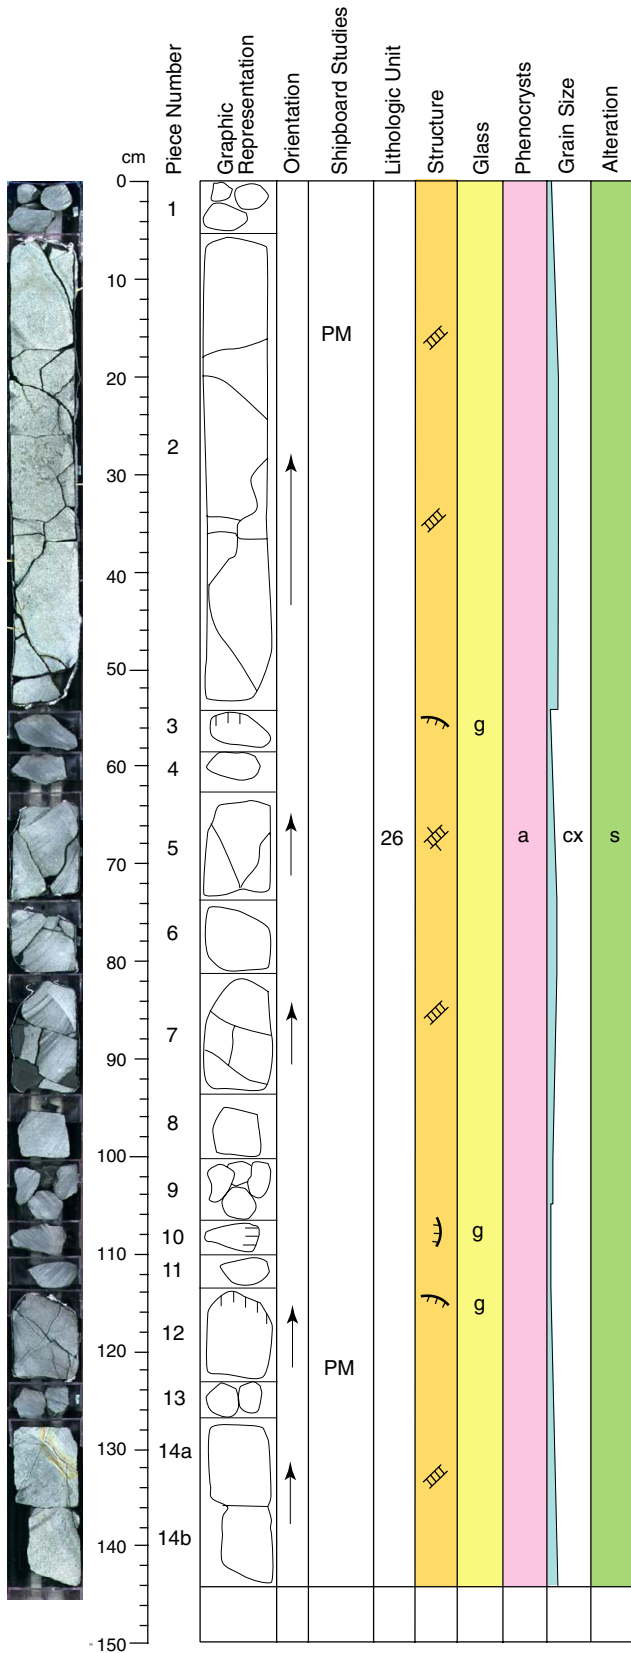 cm
Piece Number
Graphic
Representation
Orientation
Shipboard Studies
Lithologic Unit
Structure
Glass
Phenocrysts
Grain Size
Alteration
0
1
10
PM
20
2
30
40
50
3 g
60 4
26 a cx s
5
70
6
80
7
90
8
100
9
10 g
110
11
g
12
120
PM
13
130 14a
140 14b
150